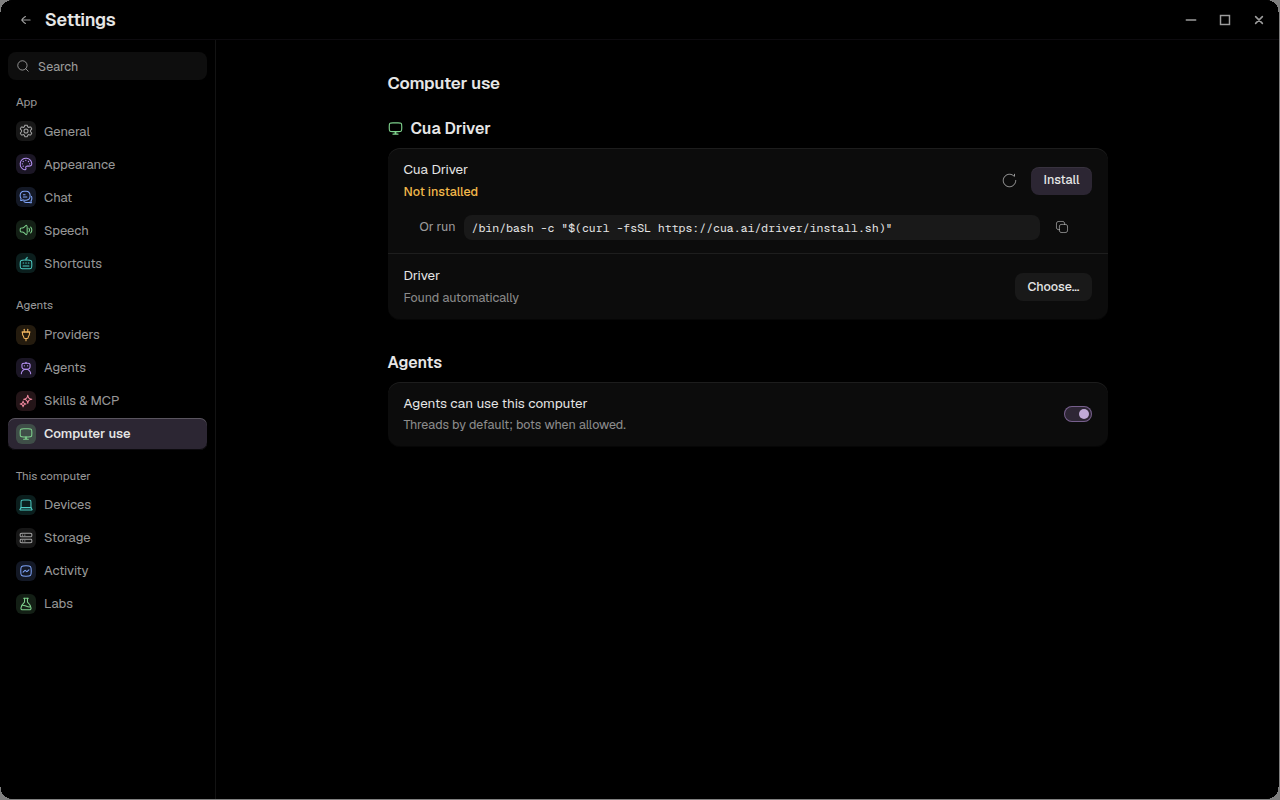 Settings
Search
App
General
Appearance
Chat
Speech
Shortcuts
Agents
Providers
Agents
Skills & MCP
Computer use
This computer
Devices
Storage
Activity
Labs
Computer use
Cua Driver
Cua Driver
Not installed
Install
Or run
/bin/bash -c "$(curl -fsSL https://cua.ai/driver/install.sh)"
Driver
Found automatically
Choose…
Agents
Agents can use this computer
Threads by default; bots when allowed.